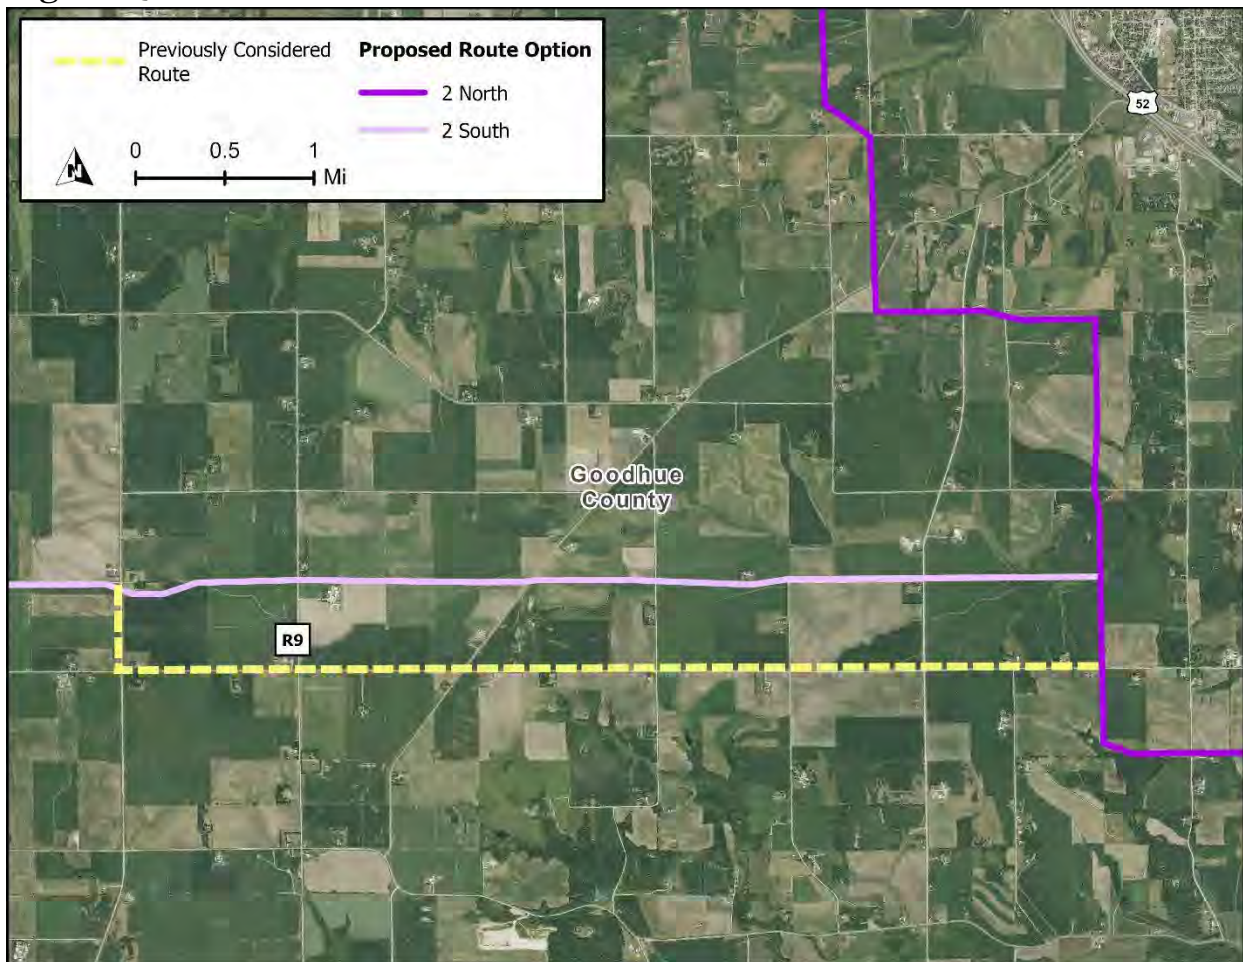 Previously Considered
Route
Proposed Route Option
2 North
2 South
N
0 0.5 1
Mi
52
Goodhue
County
R9